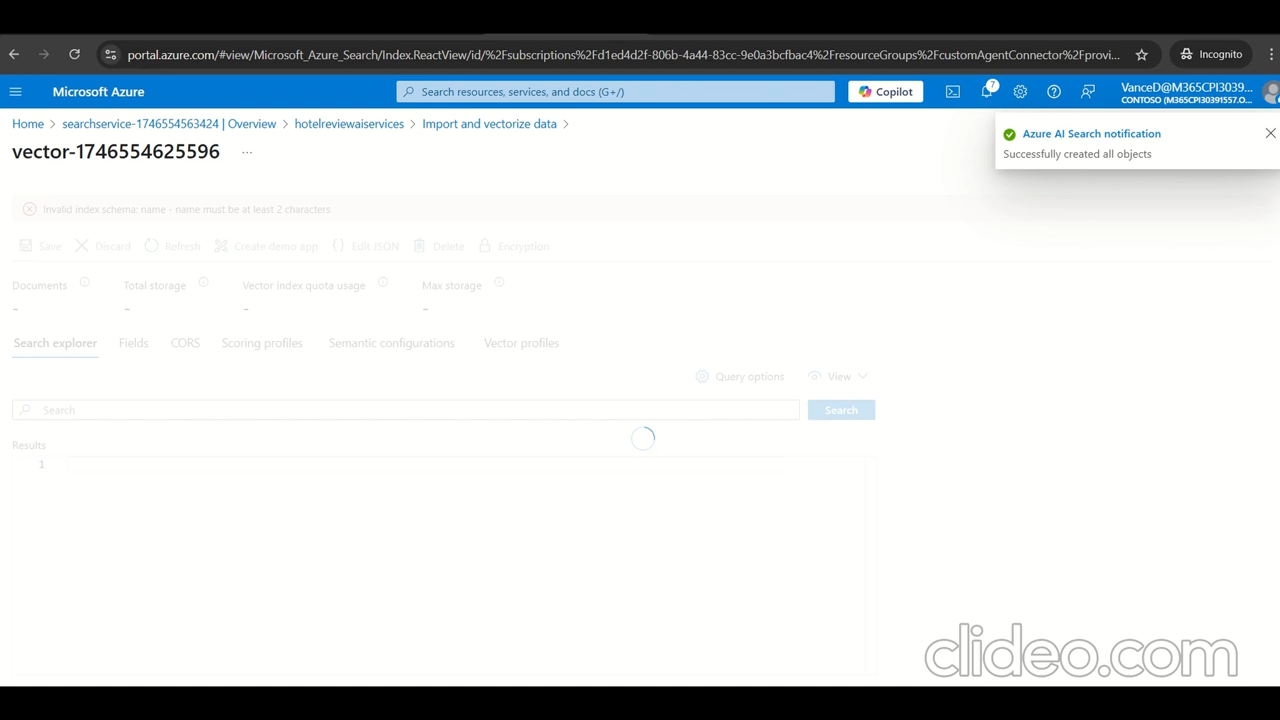 portal.azure.com/#view/Microsoft_Azure_Search/Index.ReactView/id/%2Fsubscriptions%2Fd1ed4d2f-806b-4a44-83cc-9e0a3bcfbac4%2FresourceGroups%2FcustomAgentConnector%2Fprovi...
Incognito
Microsoft Azure
Search resources, services, and docs (G+/)
Copilot
7
VanceD@M365CPI3039...
CONTOSO (M365CPI30391557.O...
Home > searchservice-1746554563424 | Overview > hotelreviewaiservices > Import and vectorize data >
vector-1746554625596 ...
Azure AI Search notification
Successfully created all objects
Invalid index schema: name - name must be at least 2 characters
Save Discard Refresh Create demo app Edit JSON Delete Encryption
Documents Total storage Vector index quota usage Max storage
- - - -
Search explorer Fields CORS Scoring profiles Semantic configurations Vector profiles
Query options View
Search Search
Results
1
clideo.com